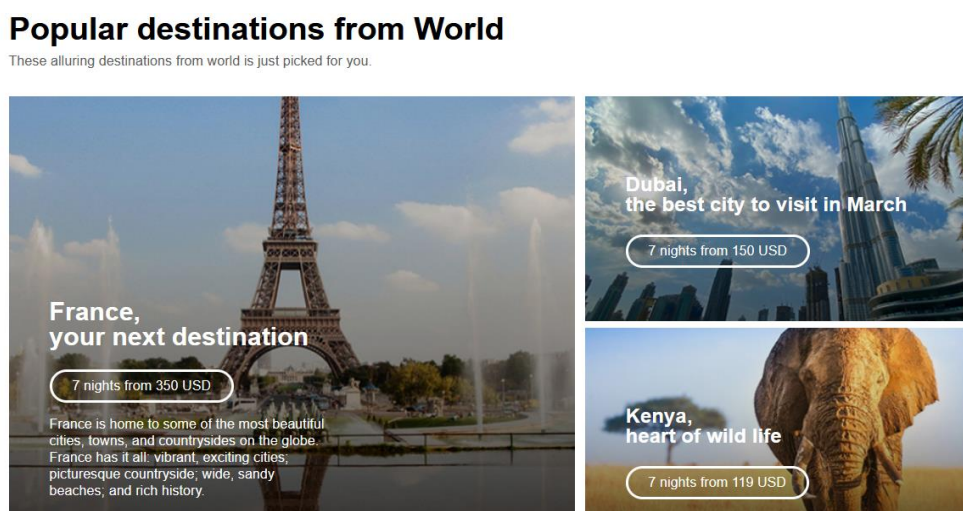 Popular destinations from World
These alluring destinations from world is just picked for you.
France,
your next destination
7 nights from 350 USD
France is home to some of the most beautiful
cities, towns, and countrysides on the globe.
France has it all: vibrant, exciting cities;
picturesque countryside; wide, sandy
beaches; and rich history.
Dubai,
the best city to visit in March
7 nights from 150 USD
Kenya,
heart of wild life
7 nights from 119 USD